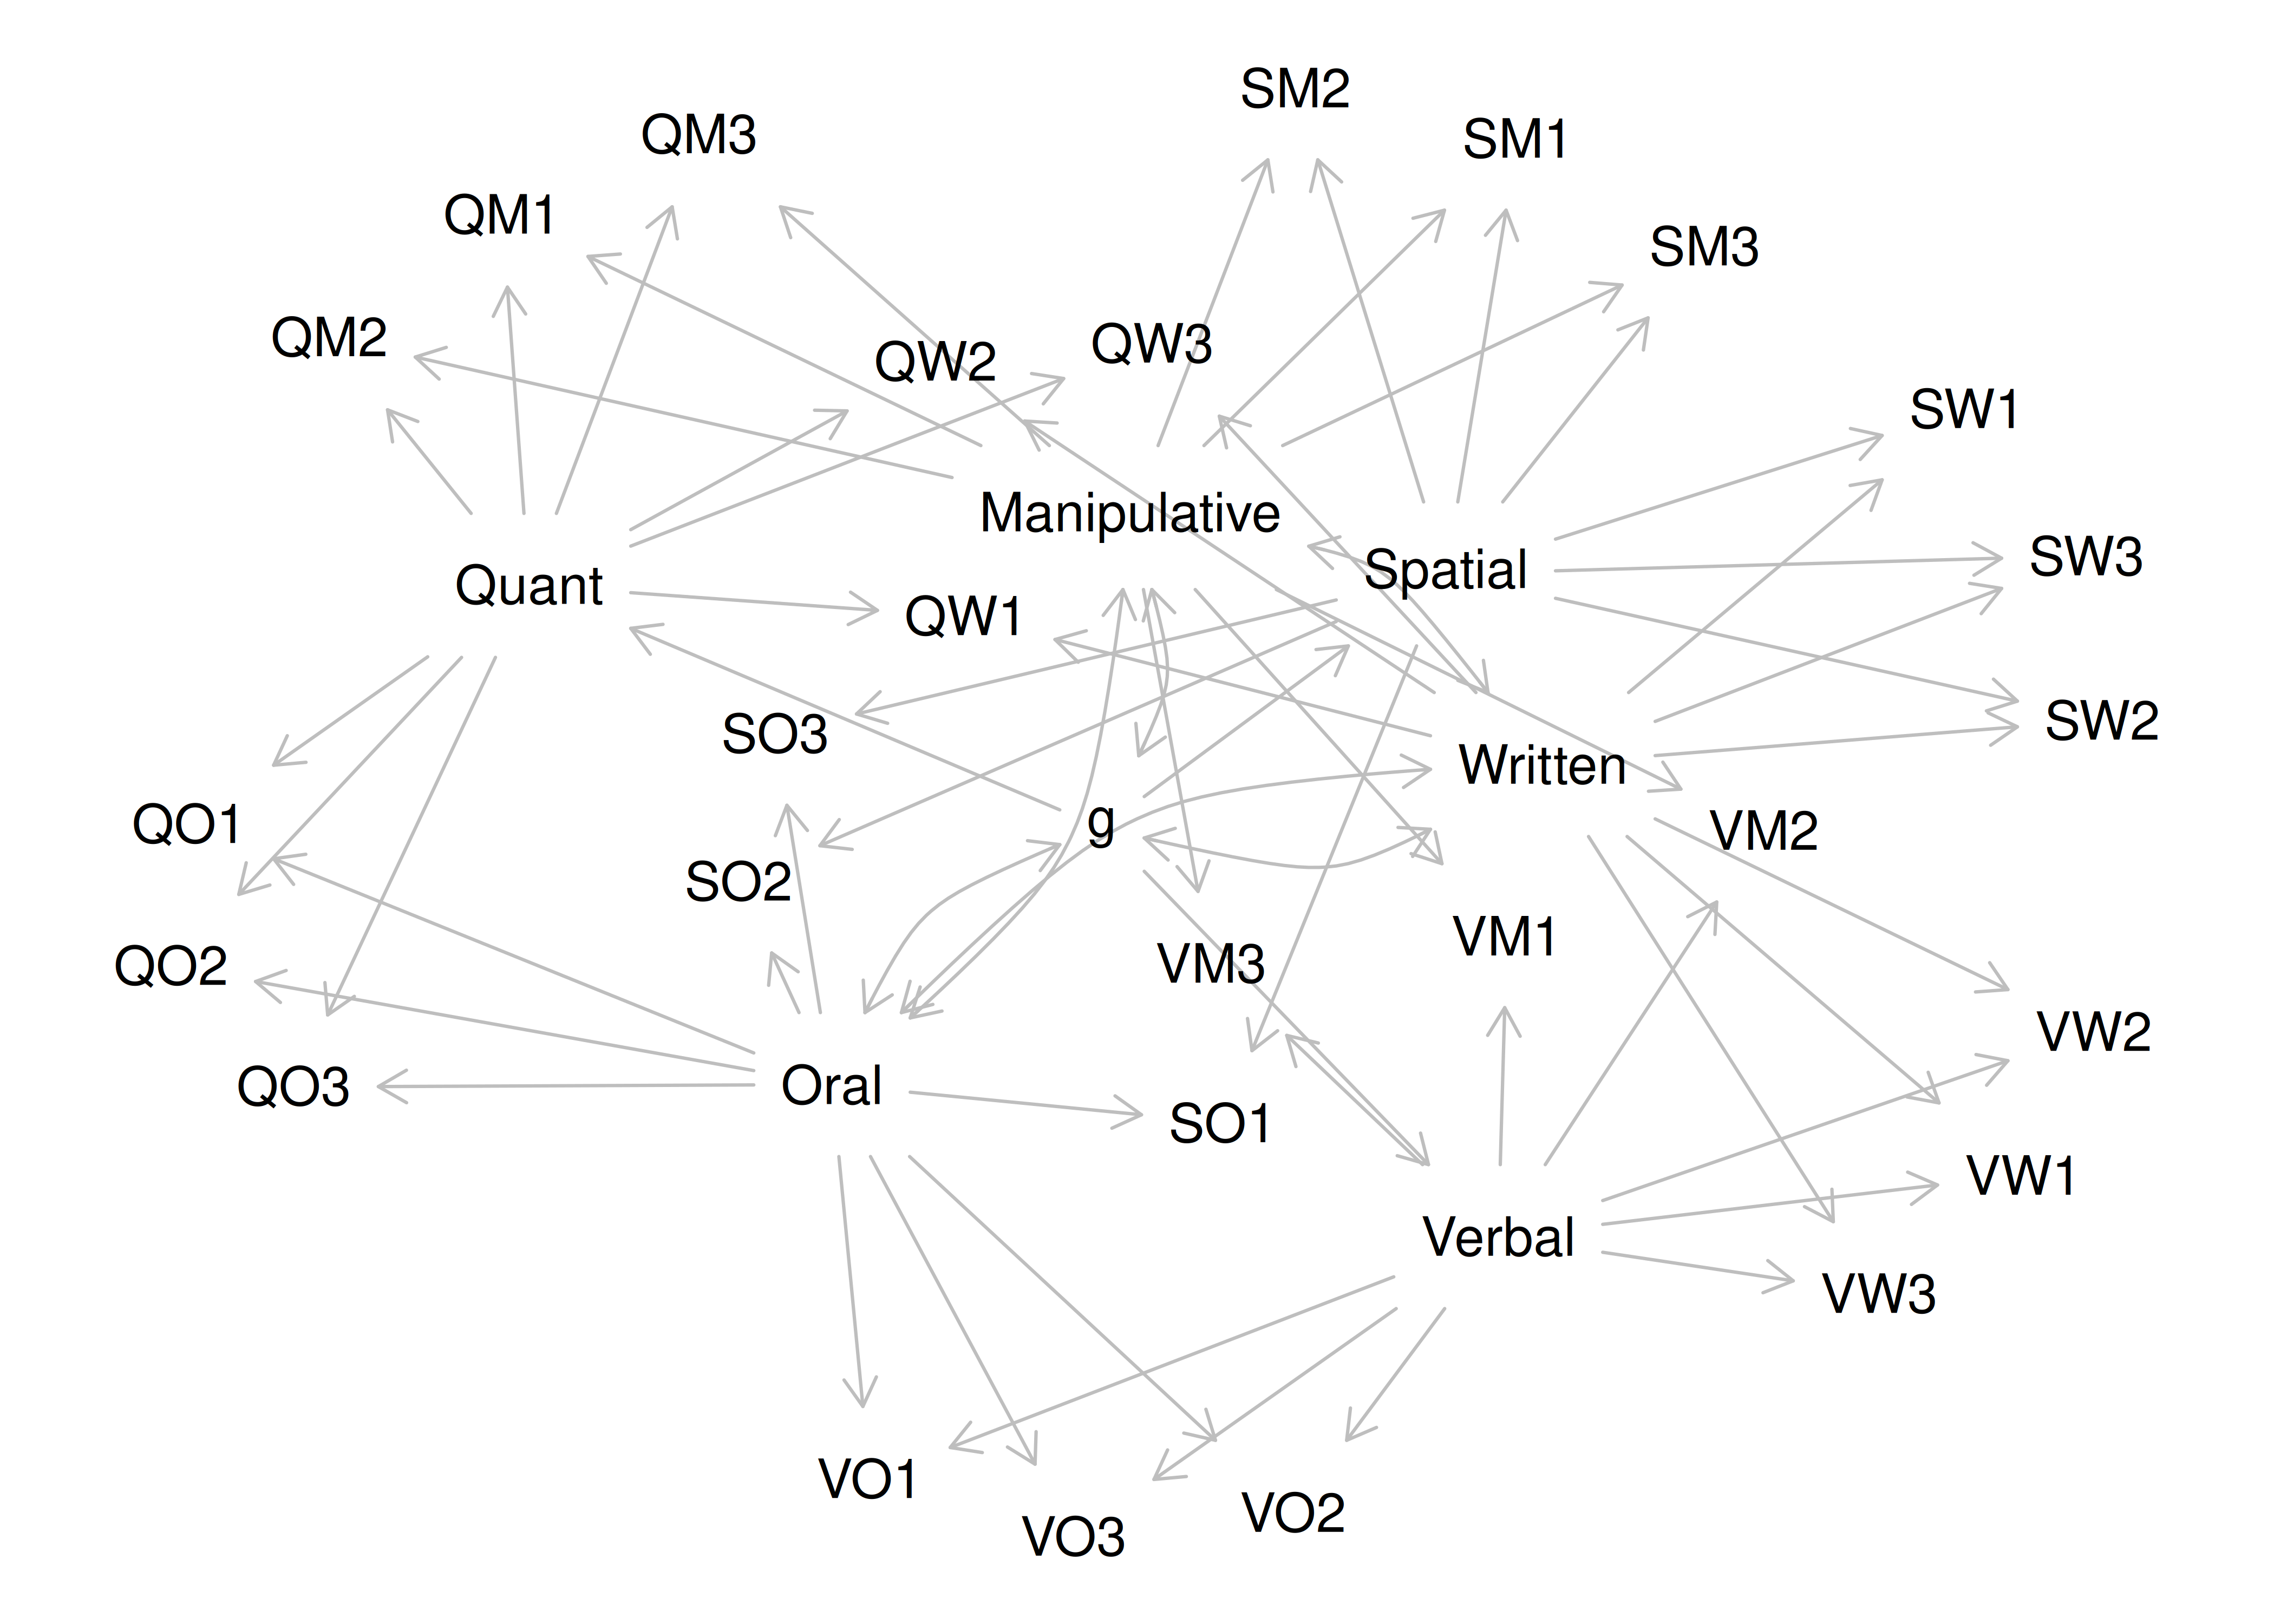 SM2
QM3
SM1
QM1
SM3
QM2
QW2
QW3
SW1
Manipulative
SW3
Spatial
Quant
QW1
SW2
SO3
Written
QO1
g
VM2
SO2
VM1
QO2
VM3
VW2
QO3
Oral
SO1
VW1
Verbal
VW3
VO1
VO2
VO3